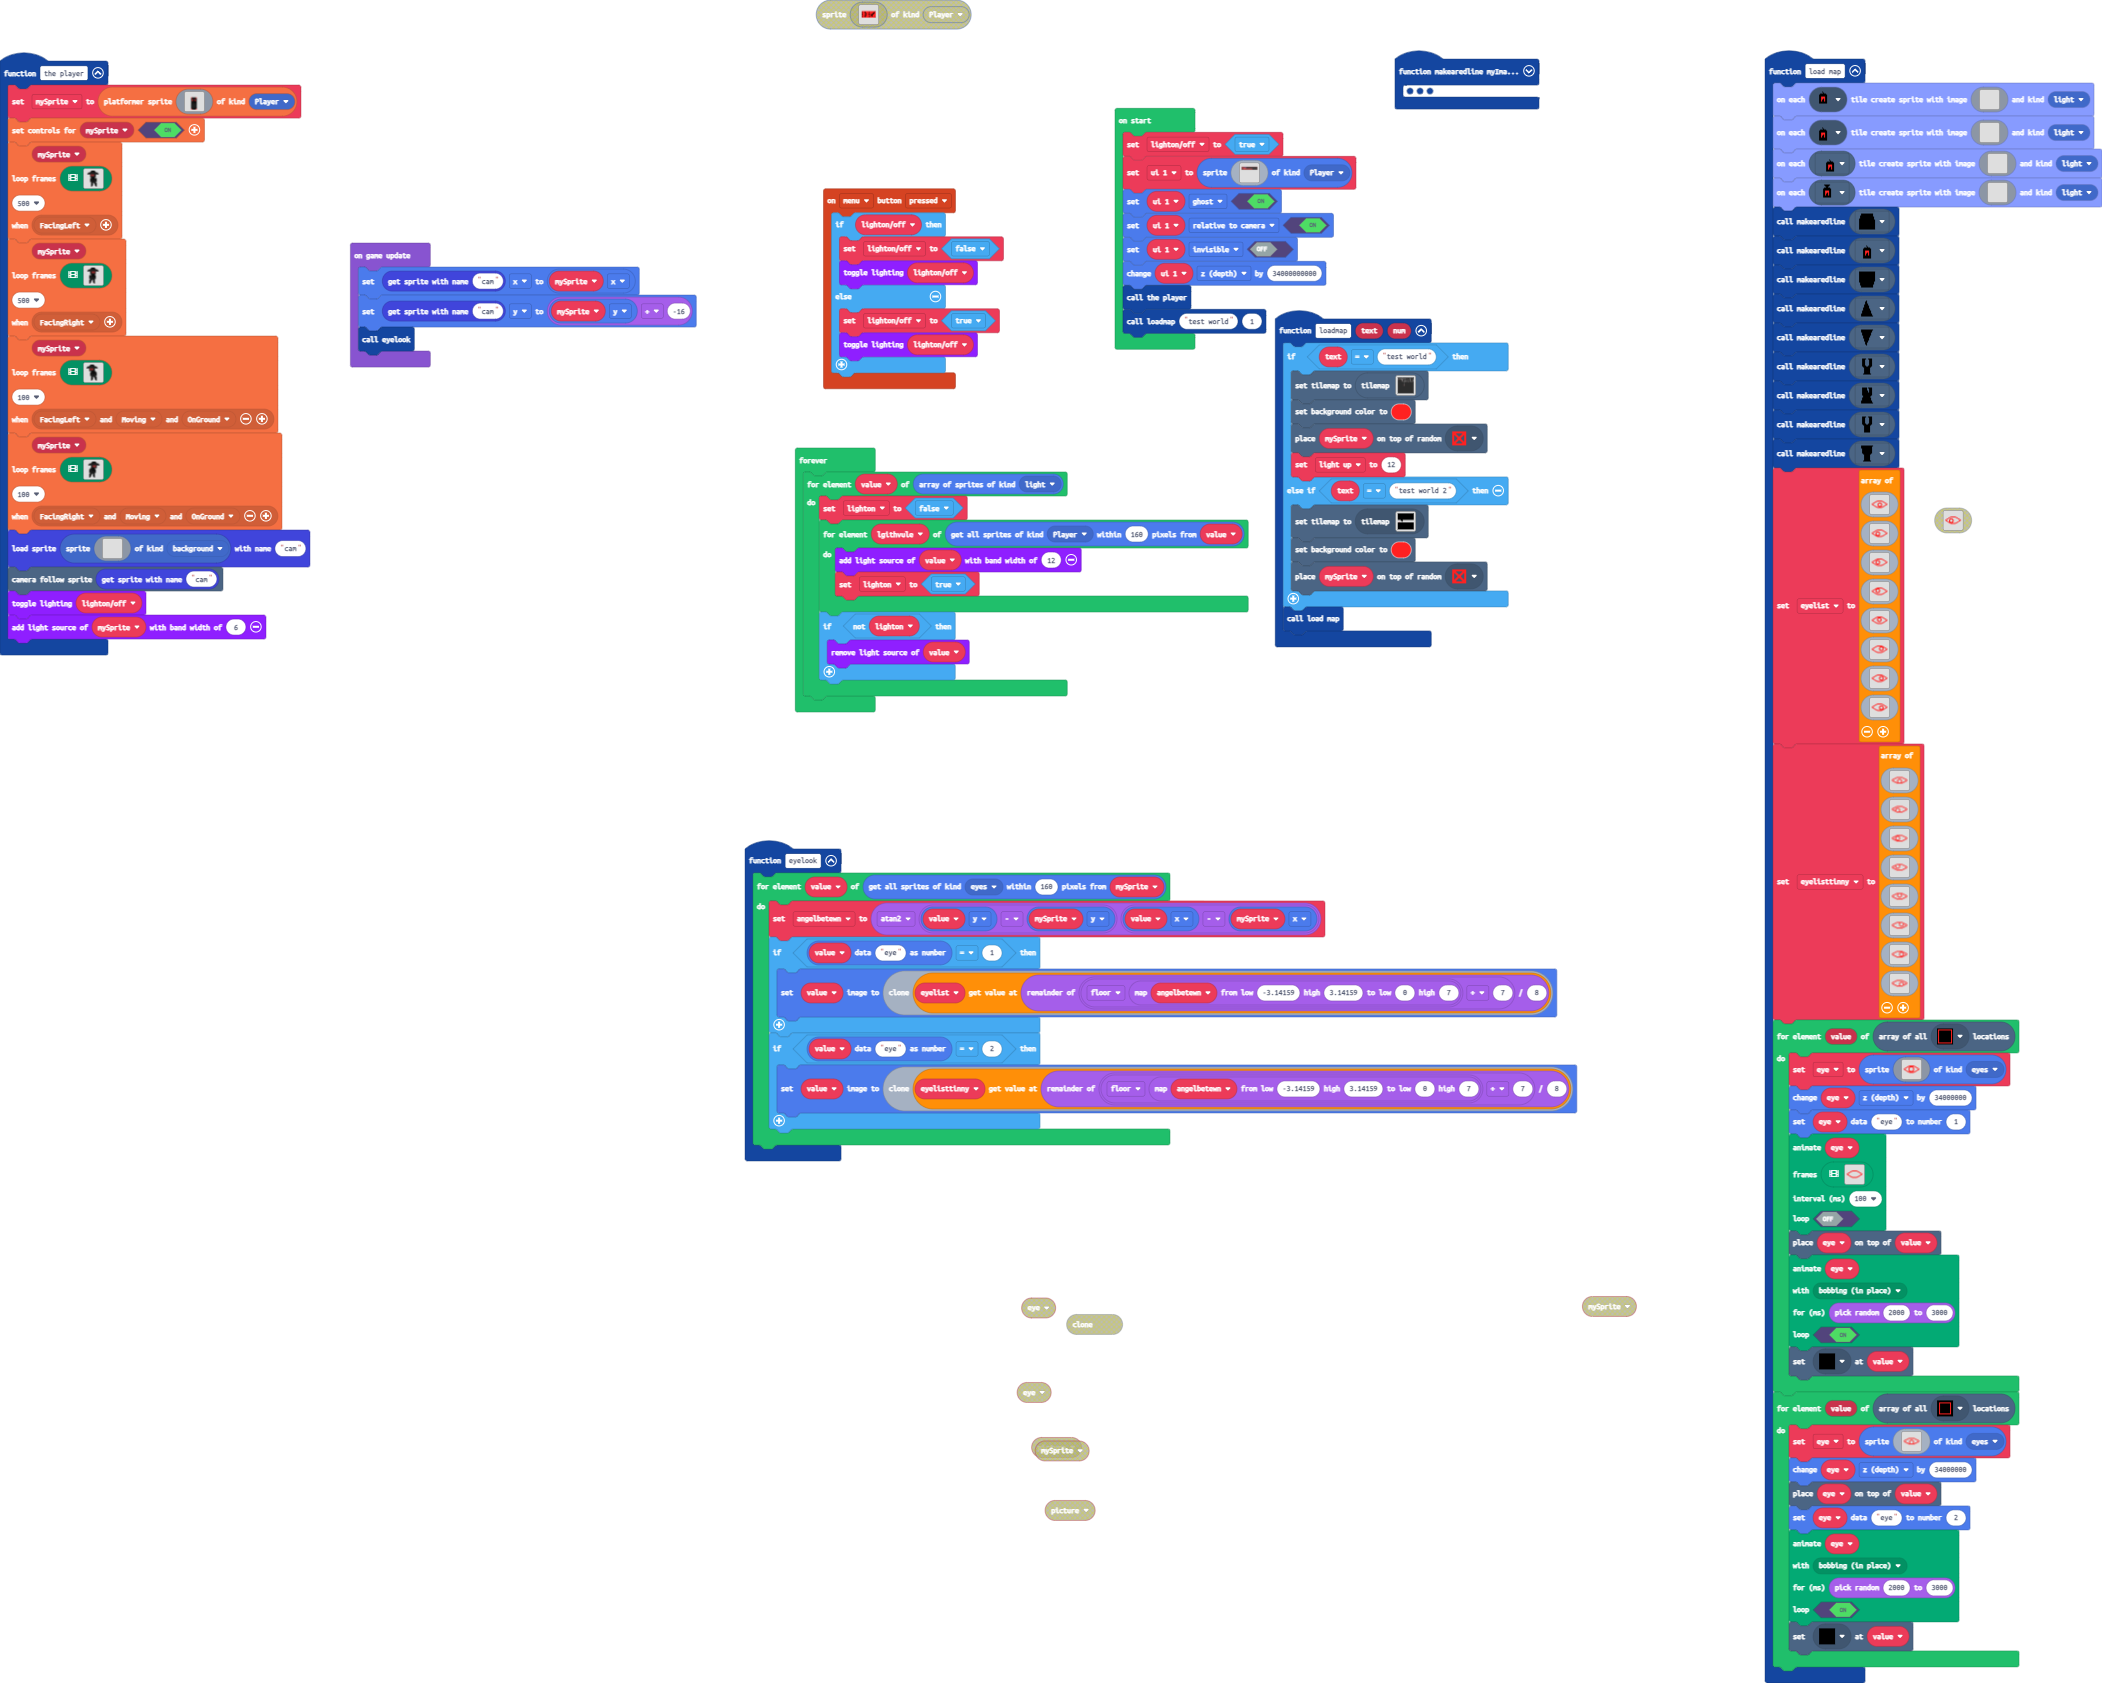 sprite of kind Player
function the player
set mySprite to platformer sprite of kind Player
set controls for mySprite ON
mySprite
loop frames
500
when FacingLeft
mySprite
loop frames
500
when FacingRight
mySprite
loop frames
100
when FacingLeft and Moving and OnGround
mySprite
loop frames
100
when FacingRight and Moving and OnGround
load sprite sprite of kind background with name "cam"
camera follow sprite get sprite with name "cam"
toggle lighting lighton/off
add light source of mySprite with band width of 6
on game update
set get sprite with name "cam" x to mySprite x
set get sprite with name "cam" y to mySprite y + -16
call eyelook
on menu button pressed
if lighton/off then
set lighton/off to false
toggle lighting lighton/off
else
set lighton/off to true
toggle lighting lighton/off
forever
for element value of array of sprites of kind light
do
set lighton to false
for element lgithvule of get all sprites of kind Player within 160 pixels from value
do
add light source of value with band width of 12
set lighton to true
if not lighton then
remove light source of value
on start
set lighton/off to true
set ui 1 to sprite of kind Player
set ui 1 ghost ON
set ui 1 relative to camera ON
set ui 1 invisible OFF
change ui 1 z (depth) by 34000000000
call the player
call loadmap "test world" 1
function makearedline myIma...
function loadmap text num
if text = "test world" then
set tilemap to tilemap
set background color to
place mySprite on top of random
set light up to 12
else if text = "test world 2" then
set tilemap to tilemap
set background color to
place mySprite on top of random
call load map
function eyelook
for element value of get all sprites of kind eyes within 160 pixels from mySprite
do
set angelbetewn to atan2 value y - mySprite y value x - mySprite x
if value data "eye" as number = 1 then
set value image to clone eyelist get value at remainder of floor map angelbetewn from low -3.14159 high 3.14159 to low 0 high 7 + 7 / 8
if value data "eye" as number = 2 then
set value image to clone eyelisttinny get value at remainder of floor map angelbetewn from low -3.14159 high 3.14159 to low 0 high 7 + 7 / 8
eye
clone
eye
mySprite
picture
mySprite
function load map
on each tile create sprite with image and kind light
on each tile create sprite with image and kind light
on each tile create sprite with image and kind light
on each tile create sprite with image and kind light
call makearedline
call makearedline
call makearedline
call makearedline
call makearedline
call makearedline
call makearedline
call makearedline
call makearedline
set eyelist to array of
set eyelisttinny to array of
for element value of array of all locations
do
set eye to sprite of kind eyes
change eye z (depth) by 34000000
set eye data "eye" to number 1
animate eye
frames
interval (ms) 100
loop OFF
place eye on top of value
animate eye
with bobbing (in place)
for (ms) pick random 2000 to 3000
loop ON
set at value
for element value of array of all locations
do
set eye to sprite of kind eyes
change eye z (depth) by 34000000
place eye on top of value
set eye data "eye" to number 2
animate eye
with bobbing (in place)
for (ms) pick random 2000 to 3000
loop ON
set at value